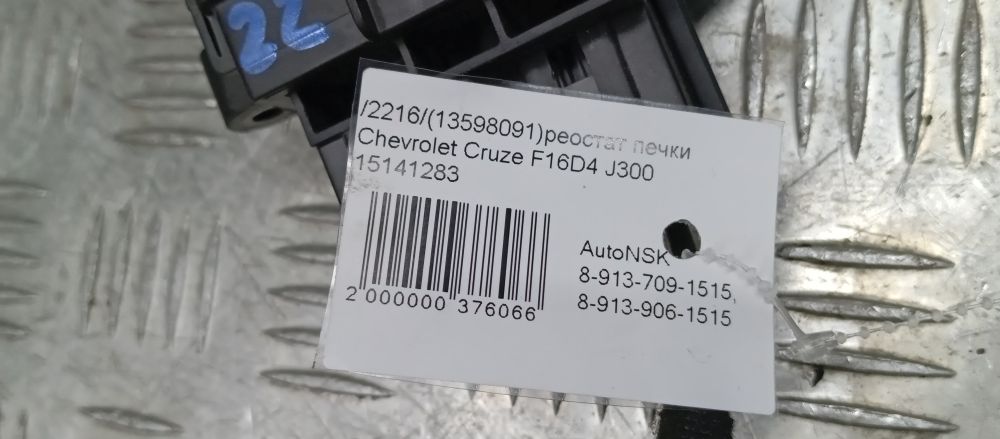 22
/2216/(13598091)реостат печки
Chevrolet Cruze F16D4 J300
15141283
AutoNSK
8-913-709-1515,
8-913-906-1515
2 000000 376066